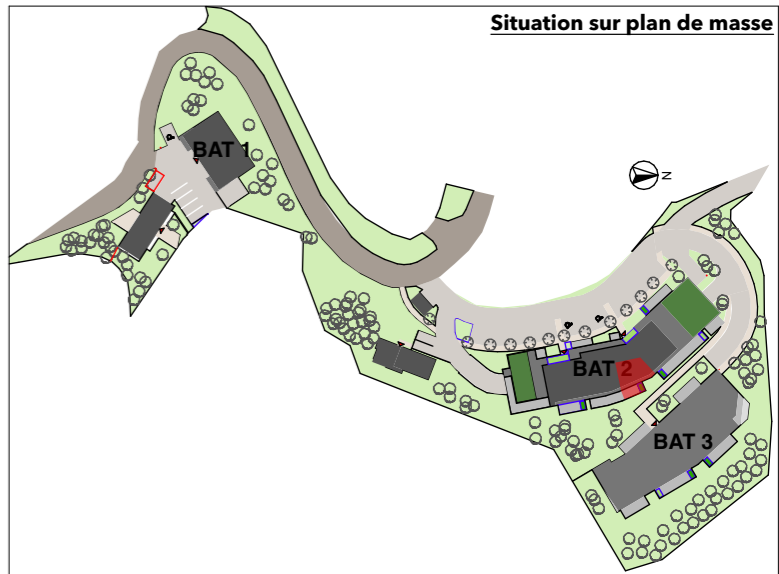 Situation sur plan de masse
BAT 1
P
N
P
P
BAT 2
BAT 3